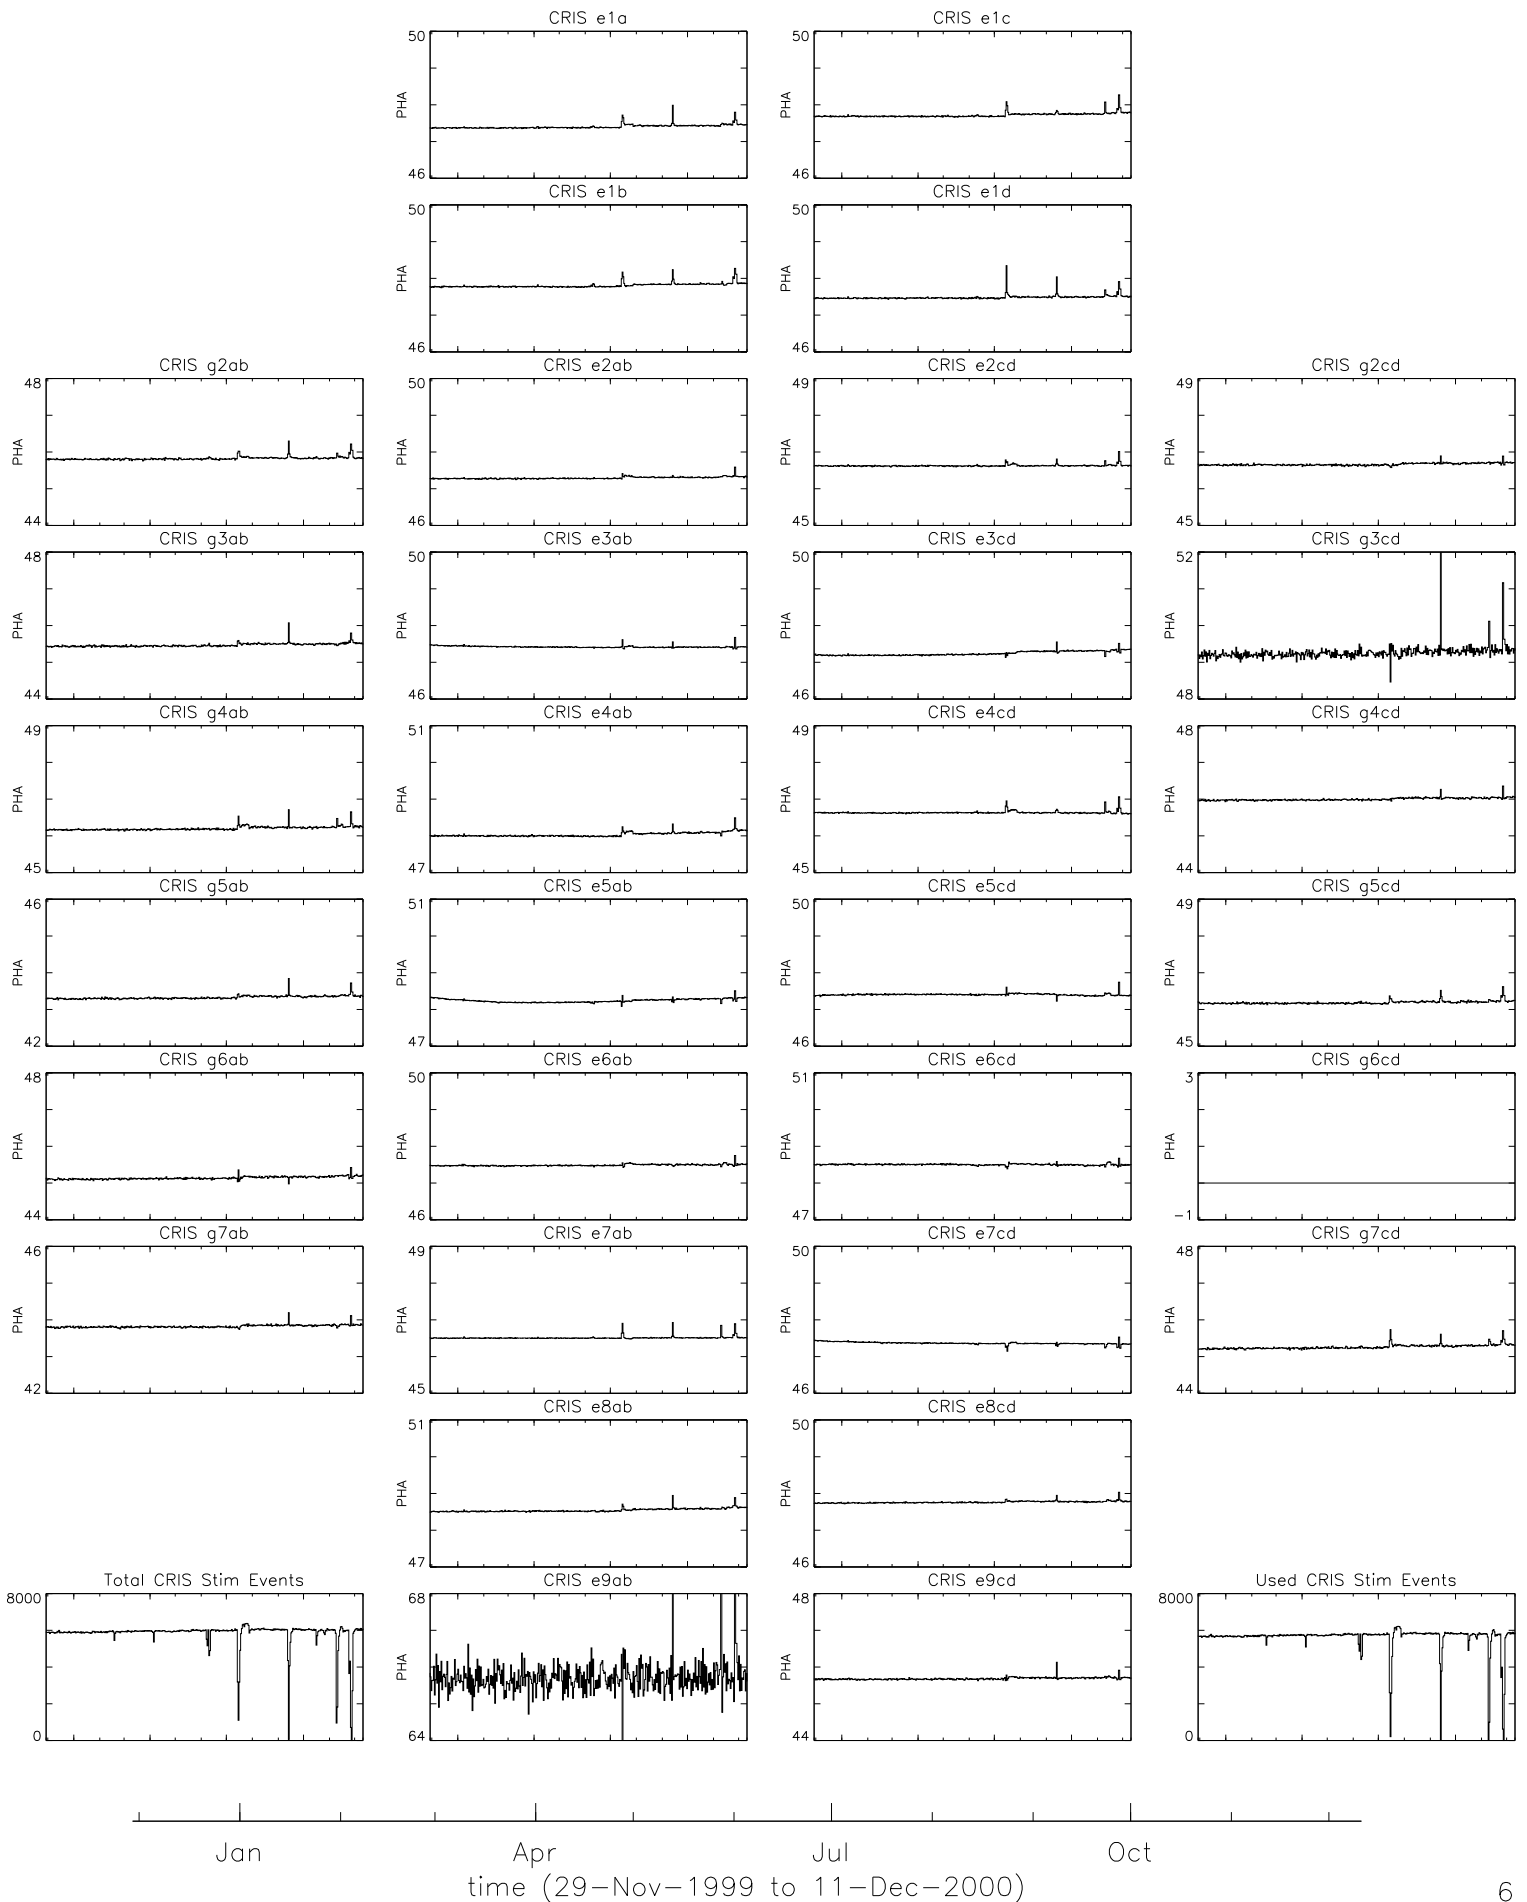 CRIS e1a CRIS e1c
50 50
PHA PHA
46 46
CRIS e1b CRIS e1d
50 50
PHA PHA
46 46
CRIS g2ab CRIS e2ab CRIS e2cd CRIS g2cd
48 50 49 49
PHA PHA PHA PHA
44 46 45 45
CRIS g3ab CRIS e3ab CRIS e3cd CRIS g3cd
48 50 50 52
PHA PHA PHA PHA
44 46 46 48
CRIS g4ab CRIS e4ab CRIS e4cd CRIS g4cd
49 51 49 48
PHA PHA PHA PHA
45 47 45 44
CRIS g5ab CRIS e5ab CRIS e5cd CRIS g5cd
46 51 50 49
PHA PHA PHA PHA
42 47 46 45
CRIS g6ab CRIS e6ab CRIS e6cd CRIS g6cd
48 50 51 3
PHA PHA PHA PHA
44 46 47 −1
CRIS g7ab CRIS e7ab CRIS e7cd CRIS g7cd
46 49 50 48
PHA PHA PHA PHA
42 45 46 44
CRIS e8ab CRIS e8cd
51 50
PHA PHA
47 46
Total CRIS Stim Events CRIS e9ab CRIS e9cd Used CRIS Stim Events
8000 68 48 8000
PHA PHA
0 64 44 0
Jan Apr Jul Oct
time (29−Nov−1999 to 11−Dec−2000)
6